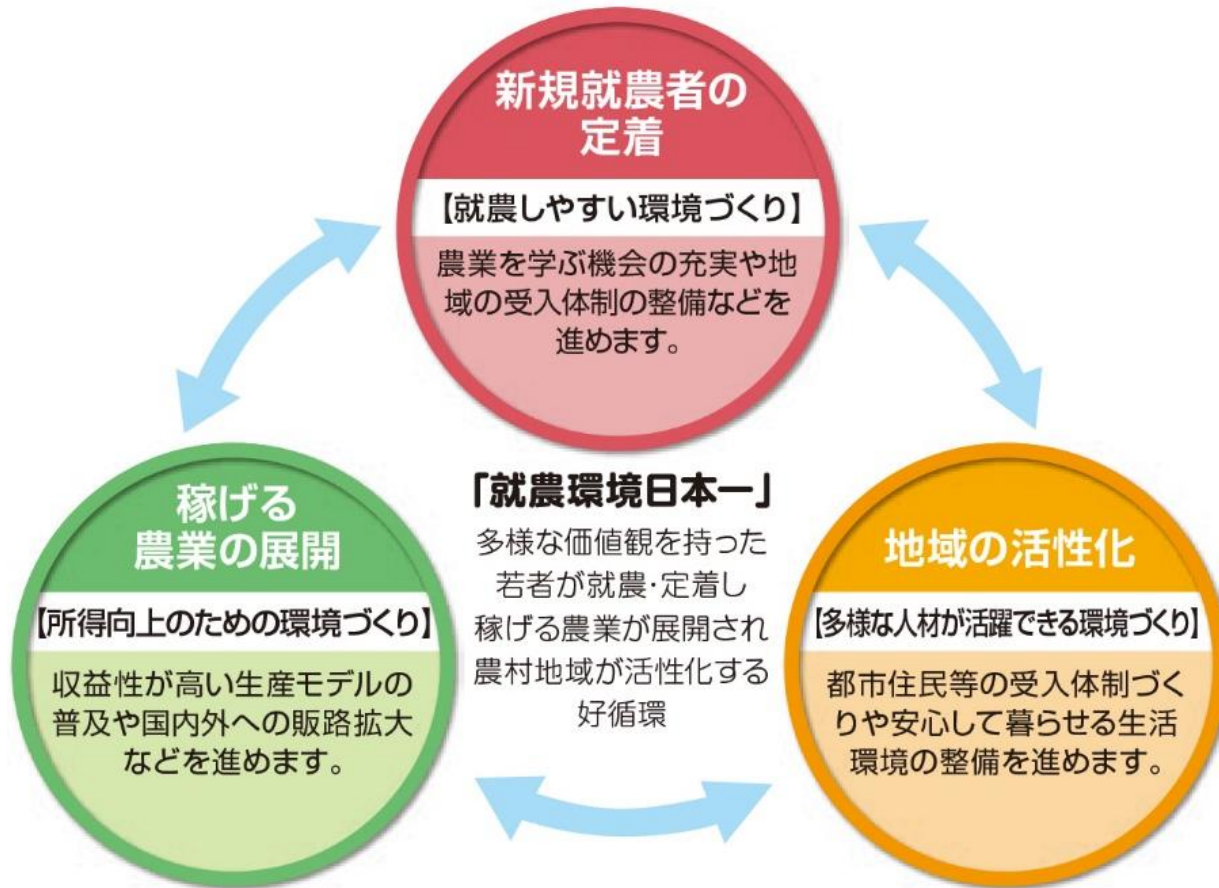 新規就農者の
定着
【就農しやすい環境づくり】
農業を学ぶ機会の充実や地
域の受入体制の整備などを
進めます。
「就農環境日本一」
多様な価値観を持った
若者が就農・定着し
稼げる農業が展開され
農村地域が活性化する
好循環
稼げる
農業の展開
【所得向上のための環境づくり】
収益性が高い生産モデルの
普及や国内外への販路拡大
などを進めます。
地域の活性化
【多様な人材が活躍できる環境づくり】
都市住民等の受入体制づく
りや安心して暮らせる生活
環境の整備を進めます。